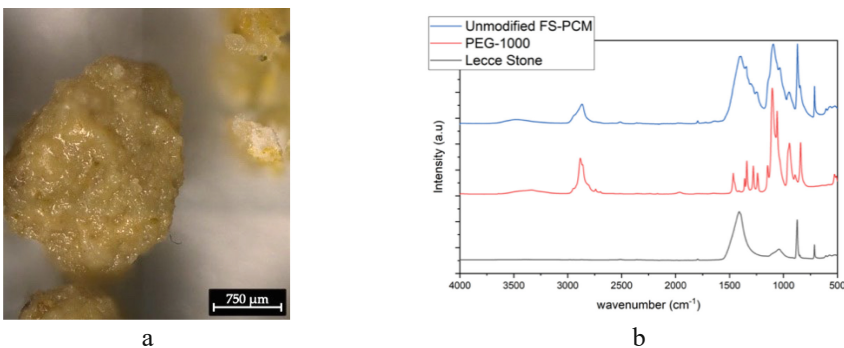 750 µm
a
Unmodified FS-PCM
PEG-1000
Lecce Stone
Intensity (a.u)
4000 3500 3000 2500 2000 1500 1000 500
wavenumber (cm⁻¹)
b